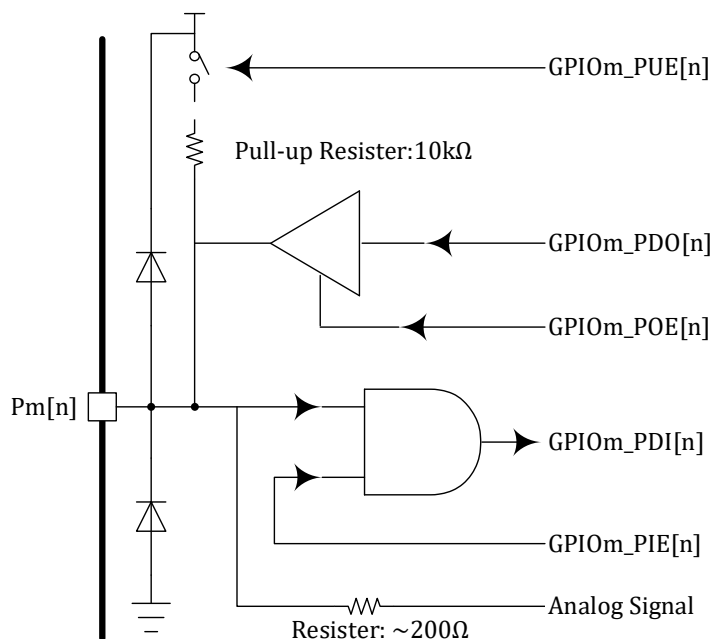 GPIOm_PUE[n]
Pull-up Resister:10kΩ
GPIOm_PDO[n]
GPIOm_POE[n]
Pm[n]
GPIOm_PDI[n]
GPIOm_PIE[n]
Analog Signal
Resister: ~200Ω